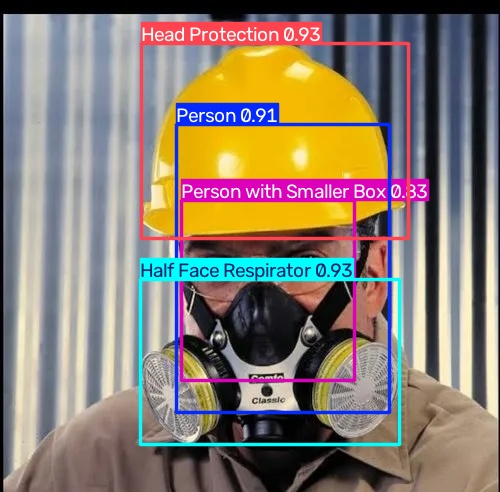 Head Protection 0.93
Person 0.91
Person with Smaller Box 0.83
Half Face Respirator 0.93
Comfo
Classic